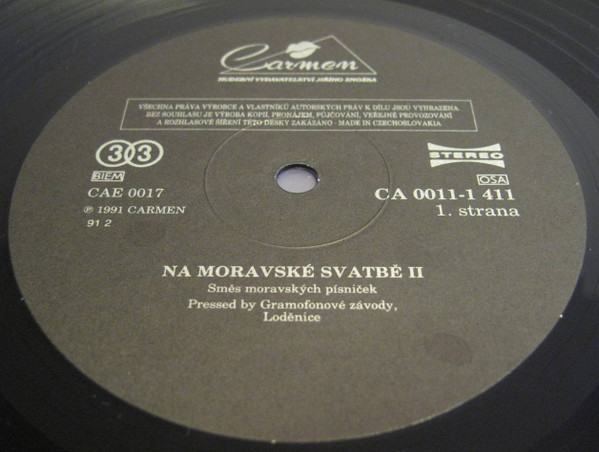 Carmen
HUDEBNÍ VYDAVATELSTVÍ JIŘÍHO ZMOŽKA
VŠECHNA PRÁVA VÝROBCE A VLASTNÍKŮ AUTORSKÝCH PRÁV K DÍLU JSOU VYHRAZENA.
BEZ SOUHLASU JE VÝROBA KOPIÍ, PRONÁJEM, PŮJČOVÁNÍ, VEŘEJNÉ PROVOZOVÁNÍ
A ROZHLASOVÉ ŠÍŘENÍ TÉTO DESKY ZAKÁZÁNO · MADE IN CZECHOSLOVAKIA
33
STEREO
BIEM
OSA
CAE 0017
CA 0011-1 411
℗ 1991 CARMEN
1. strana
91 2
NA MORAVSKÉ SVATBĚ II
Směs moravských písniček
Pressed by Gramofonové závody,
Loděnice